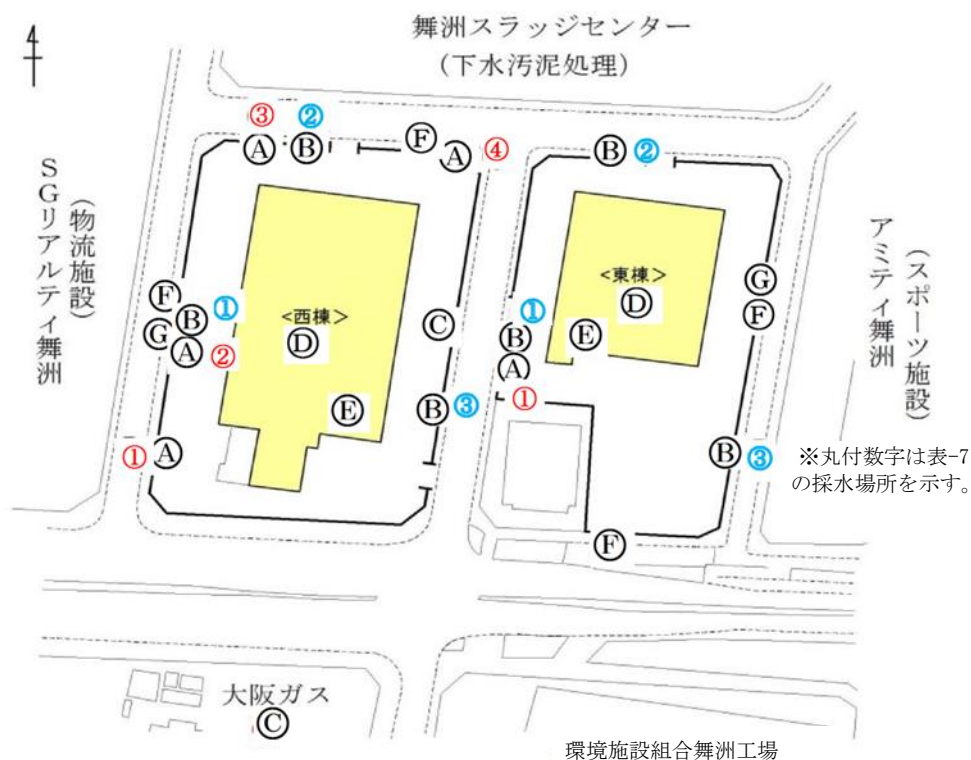 舞洲スラッジセンター
(下水汚泥処理)
4
③ ②
Ⓐ Ⓑ Ⓕ Ⓐ ④ Ⓑ ②
SGリアルティ舞洲
(物流施設)
アミティ舞洲
(スポーツ施設)
Ⓕ Ⓑ ①
Ⓖ Ⓐ ②
<西棟>
Ⓓ
Ⓒ
Ⓔ
Ⓑ ③
① Ⓐ
<東棟>
Ⓓ
①
Ⓑ Ⓔ
Ⓐ
①
Ⓖ
Ⓕ
Ⓑ ③
※丸付数字は表-7
の採水場所を示す。
Ⓕ
大阪ガス
Ⓒ
環境施設組合舞洲工場